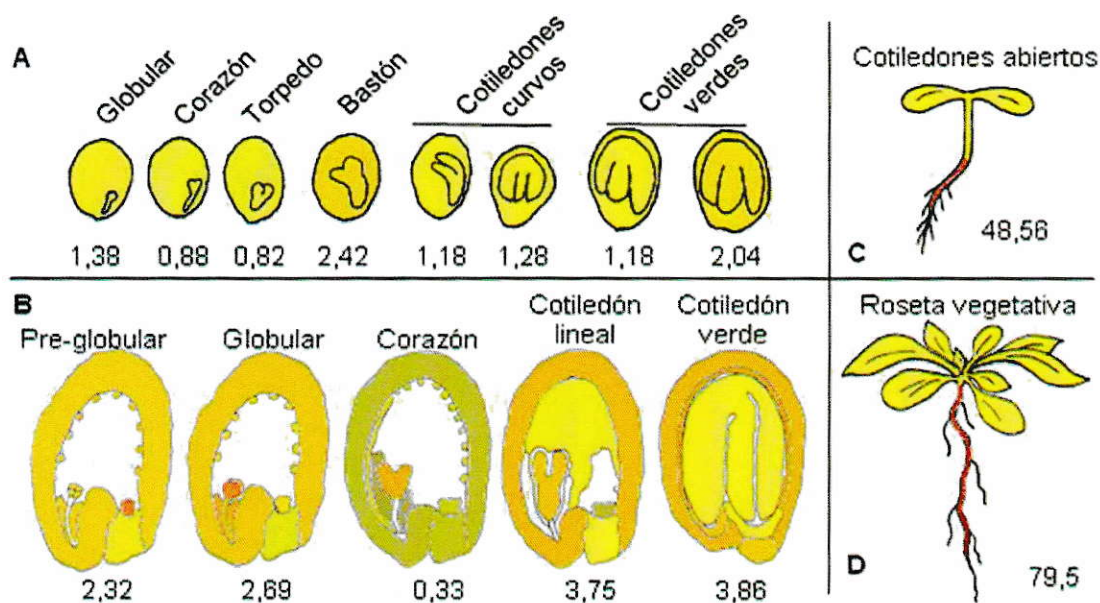 A
Globular
Corazón
Torpedo
Bastón
Cotiledones
curvos
Cotiledones
verdes
1,38
0,88
0,82
2,42
1,18
1,28
1,18
2,04
Cotiledones abiertos
C
48,56
B
Pre-globular
Globular
Corazón
Cotiledón
lineal
Cotiledón
verde
2,32
2,69
0,33
3,75
3,86
Roseta vegetativa
D
79,5